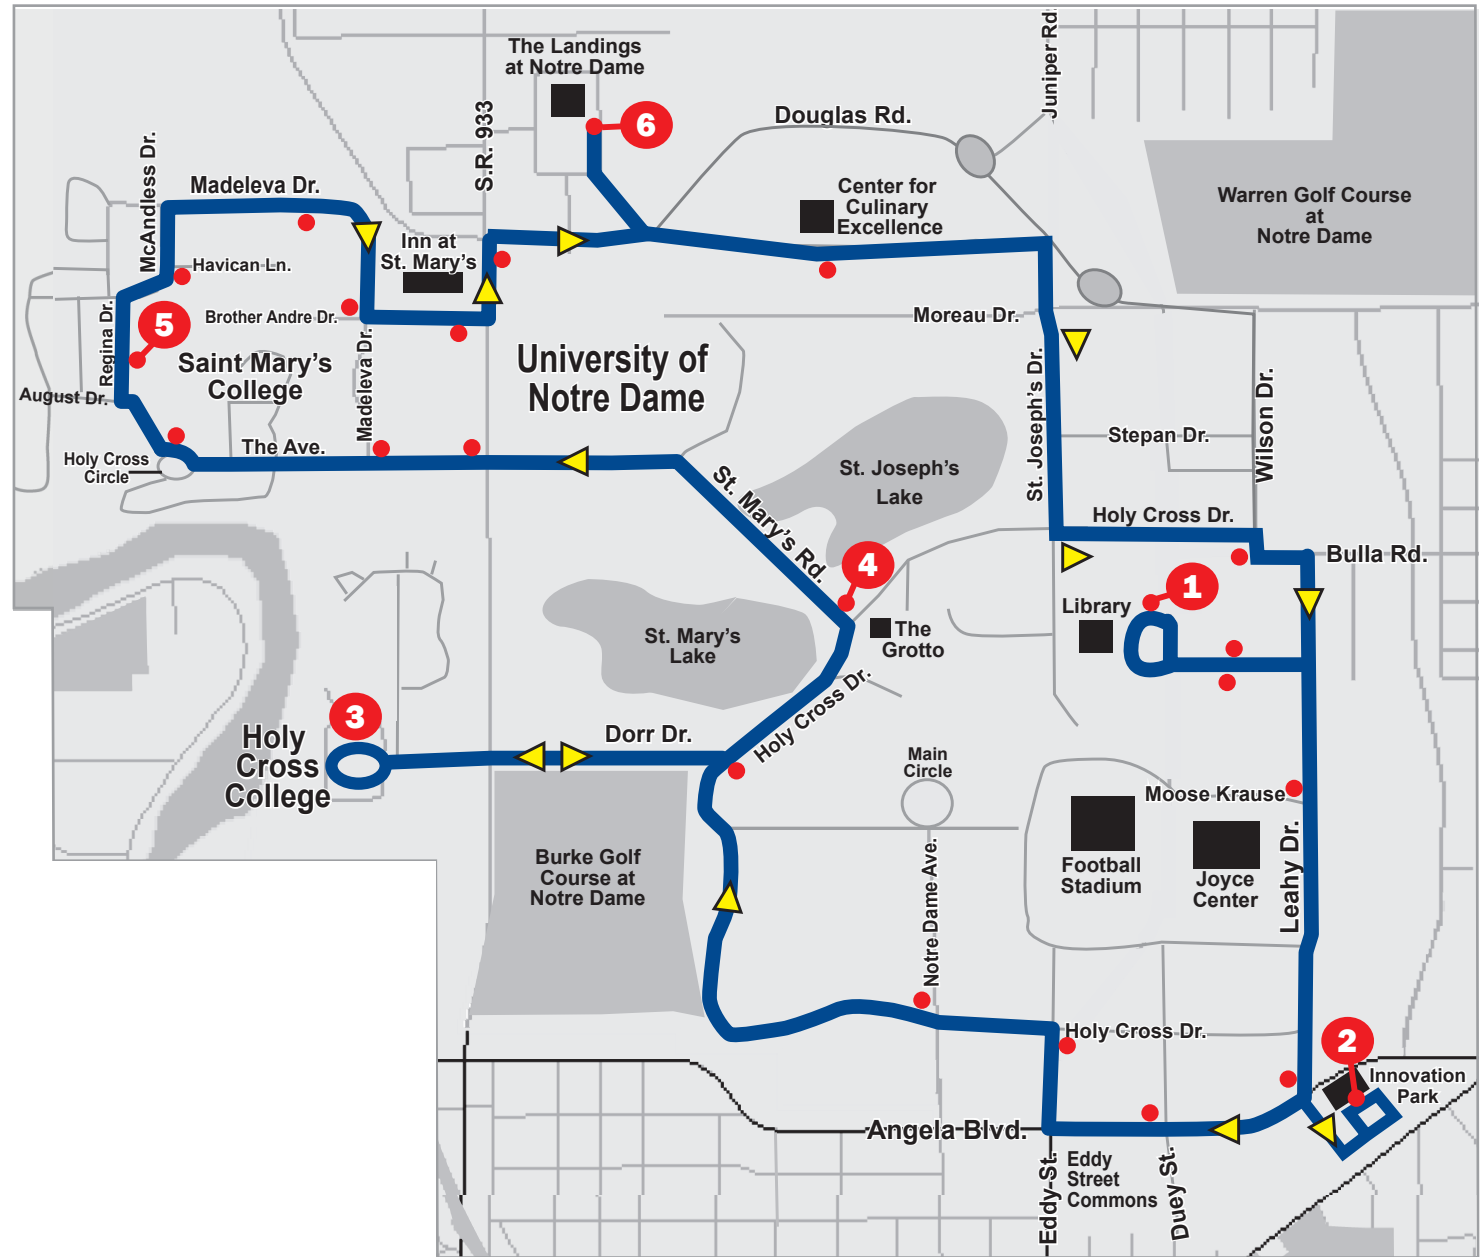 The Landings
at Notre Dame
6
Juniper Rd.
S.R. 933
Douglas Rd.
McAndless Dr.
Madeleva Dr.
Center for
Culinary
Excellence
Warren Golf Course
at
Notre Dame
Inn at
St. Mary's
Havican Ln.
Brother Andre Dr.
Regina Dr.
5
Saint Mary's
College
Madeleva Dr.
August Dr.
University of
Notre Dame
Moreau Dr.
St. Joseph's Dr.
Wilson Dr.
Stepan Dr.
The Ave.
Holy Cross
Circle
St. Joseph's
Lake
St. Mary's Rd.
Holy Cross Dr.
Bulla Rd.
4
1
Library
The
Grotto
St. Mary's
Lake
Holy Cross Dr.
3
Holy
Cross
College
Dorr Dr.
Main
Circle
Moose Krause
Football
Stadium
Joyce
Center
Leahy Dr.
Burke Golf
Course at
Notre Dame
Notre Dame Ave.
Holy Cross Dr.
2
Innovation
Park
Angela Blvd.
Eddy St.
Eddy
Street
Commons
Duey St.